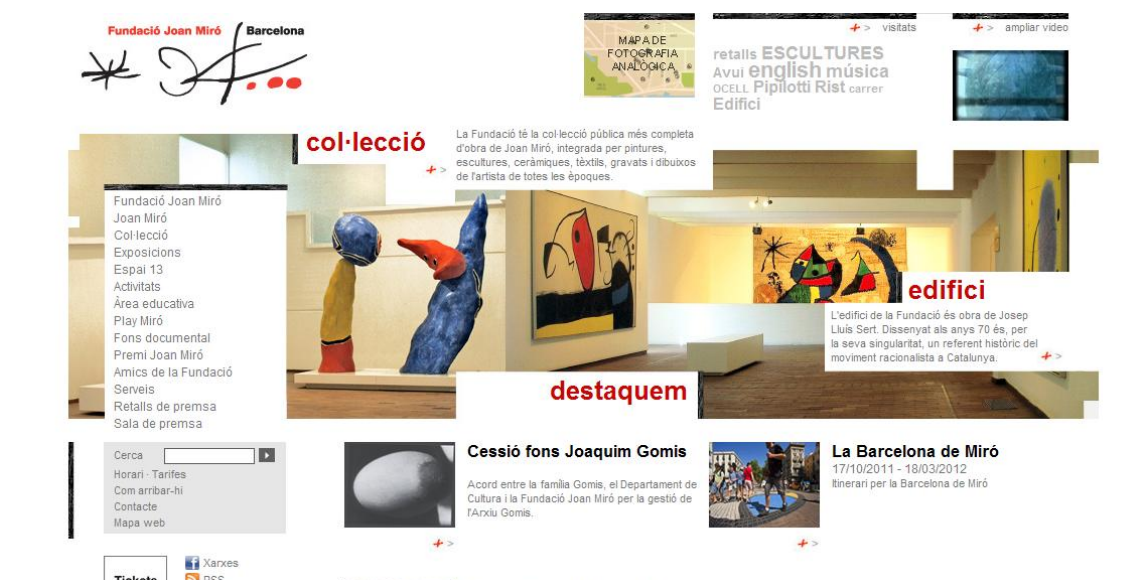 Fundació Joan Miró Barcelona
MAPA DE
FOTOGRAFIA
ANALÒGICA
+ > visitats
retalls ESCULTURES
Avui english música
OCELL Pipilotti Rist carrer
Edifici
+ > ampliar video
col·lecció
La Fundació té la col·lecció pública més completa
d'obra de Joan Miró, integrada per pintures,
escultures, ceràmiques, tèxtils, gravats i dibuixos
+ > de l'artista de totes les èpoques.
Fundació Joan Miró
Joan Miró
Col·lecció
Exposicions
Espai 13
Activitats
Àrea educativa
Play Miró
Fons documental
Premi Joan Miró
Amics de la Fundació
Serveis
Retalls de premsa
Sala de premsa
edifici
L'edifici de la Fundació és obra de Josep
Lluís Sert. Dissenyat als anys 70 és, per
la seva singularitat, un referent històric del
moviment racionalista a Catalunya. + >
destaquem
Cerca
Horari · Tarifes
Com arribar-hi
Contacte
Mapa web
Cessió fons Joaquim Gomis
Acord entre la família Gomis, el Departament de
Cultura i la Fundació Joan Miró per la gestió de
l'Arxiu Gomis.
+ >
La Barcelona de Miró
17/10/2011 - 18/03/2012
Itinerari per la Barcelona de Miró
+ >
Tickets
Xarxes
RSS